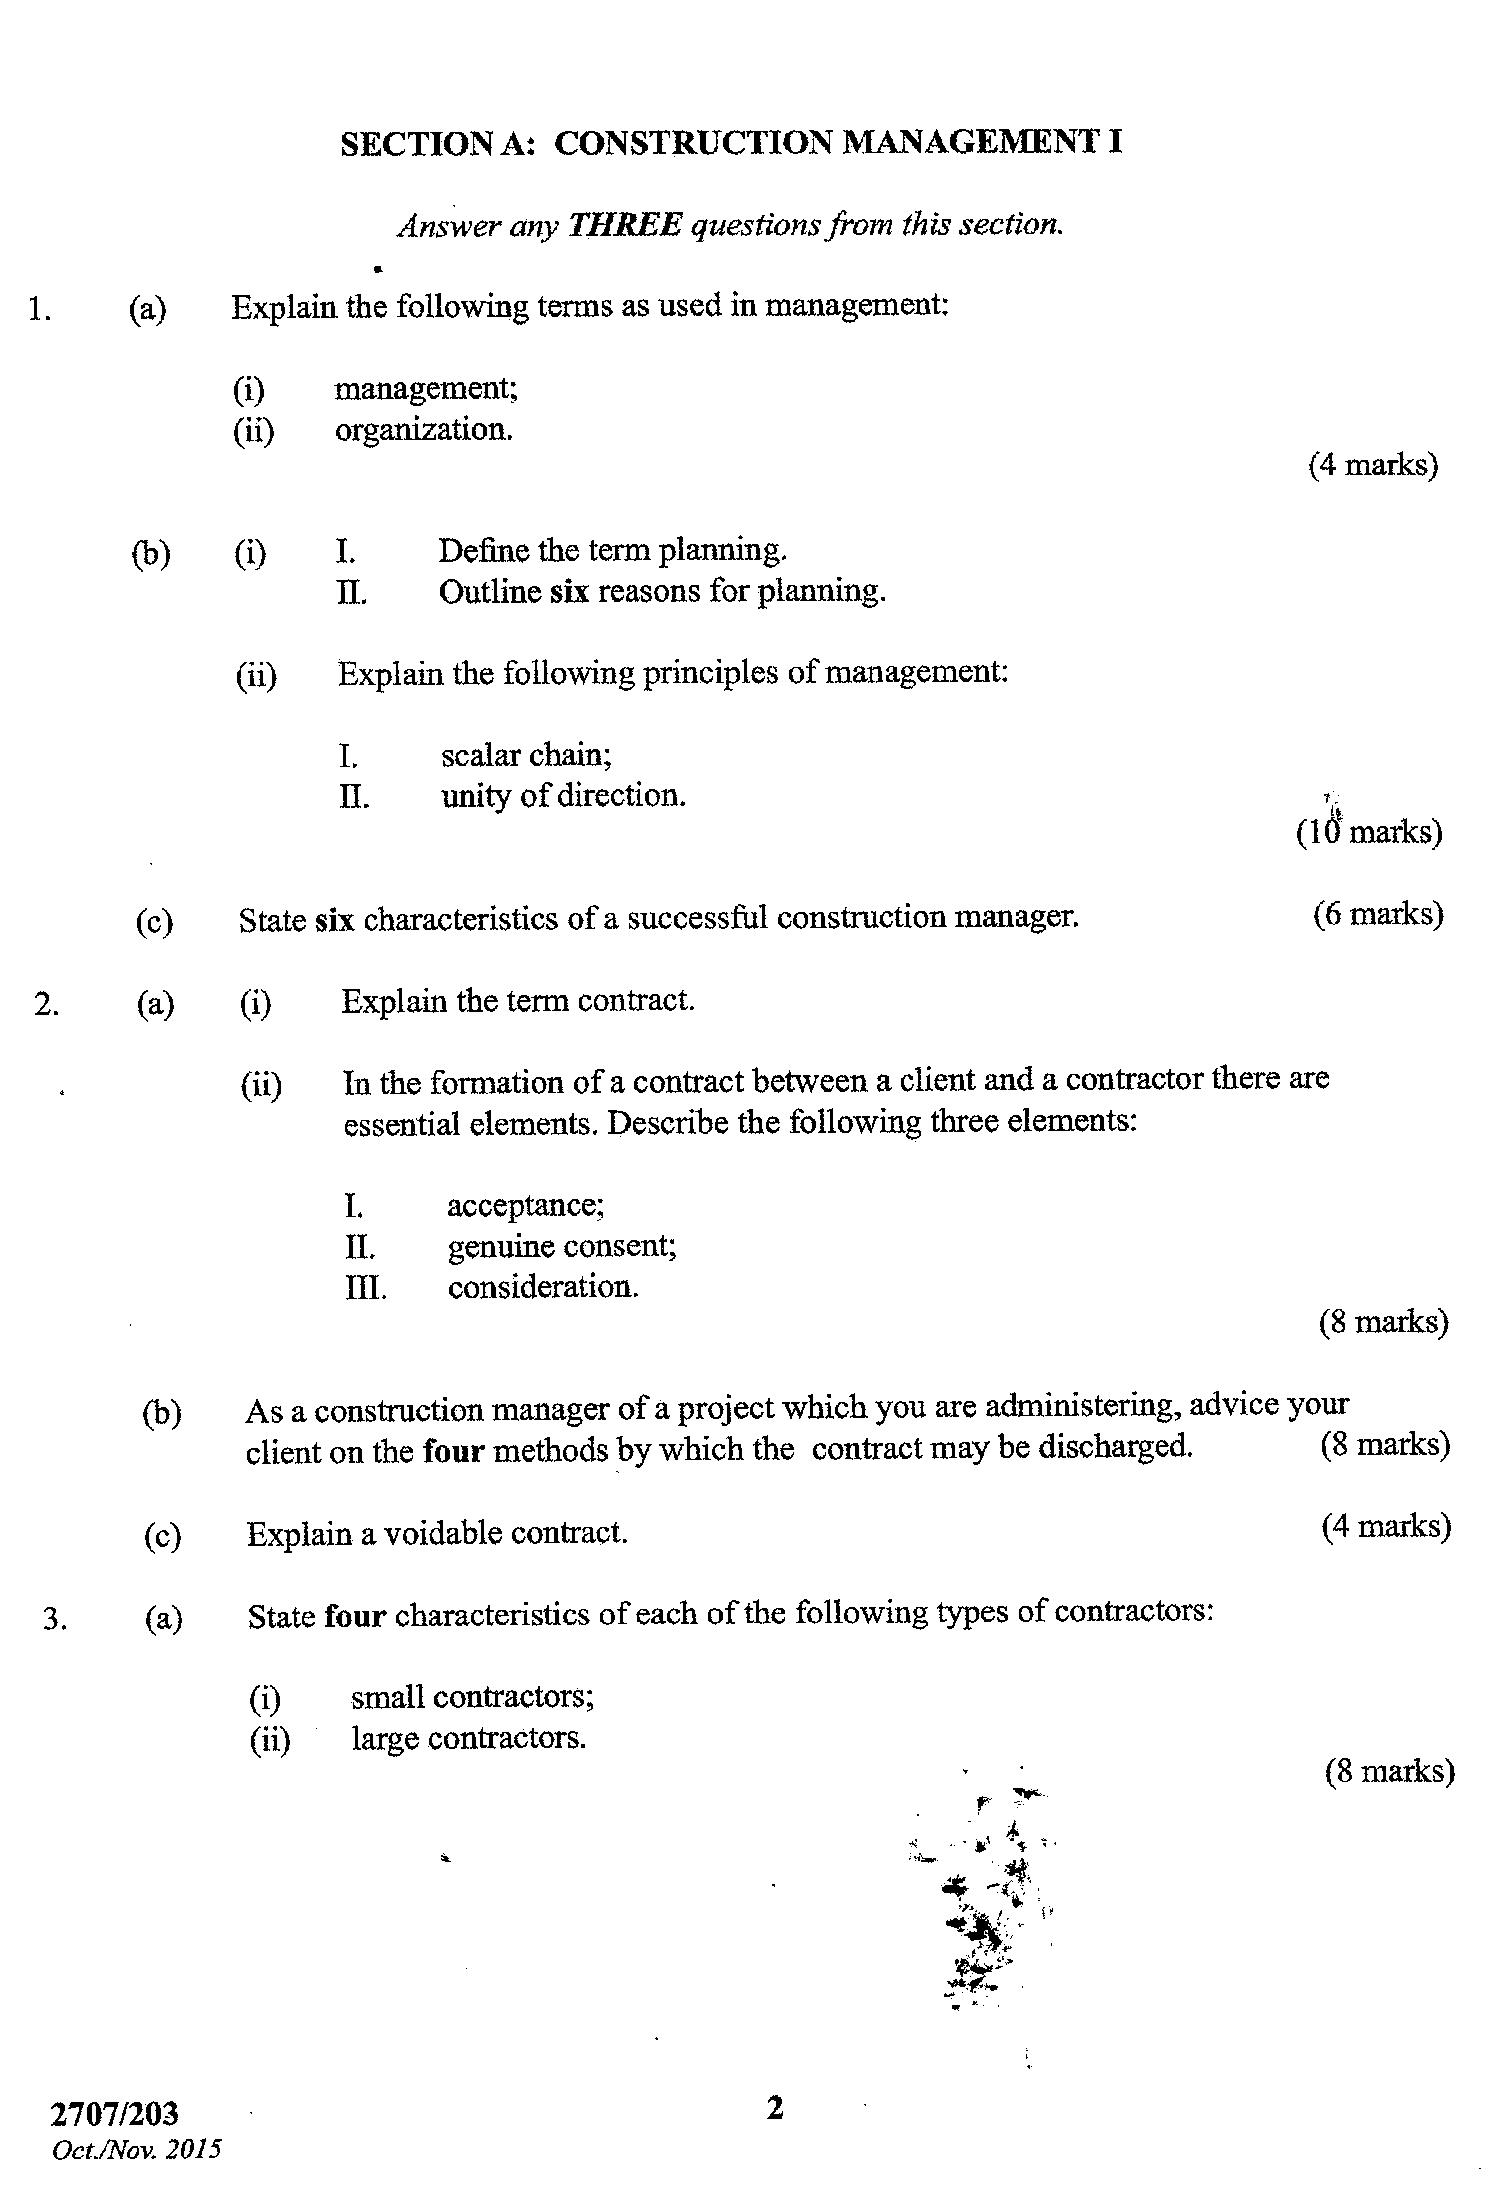 SECTION A: CONSTRUCTION MANAGEMENT I
Answer any THREE questions from this section.
1. (a) Explain the following terms as used in management:
(i) management;
(ii) organization.
(4 marks)
(b) (i) I. Define the term planning.
II. Outline six reasons for planning.
(ii) Explain the following principles of management:
I. scalar chain;
II. unity of direction.
(10 marks)
(c) State six characteristics of a successful construction manager. (6 marks)
2. (a) (i) Explain the term contract.
(ii) In the formation of a contract between a client and a contractor there are
essential elements. Describe the following three elements:
I. acceptance;
II. genuine consent;
III. consideration.
(8 marks)
(b) As a construction manager of a project which you are administering, advice your
client on the four methods by which the contract may be discharged. (8 marks)
(c) Explain a voidable contract. (4 marks)
3. (a) State four characteristics of each of the following types of contractors:
(i) small contractors;
(ii) large contractors.
(8 marks)
2707/203 2
Oct./Nov. 2015